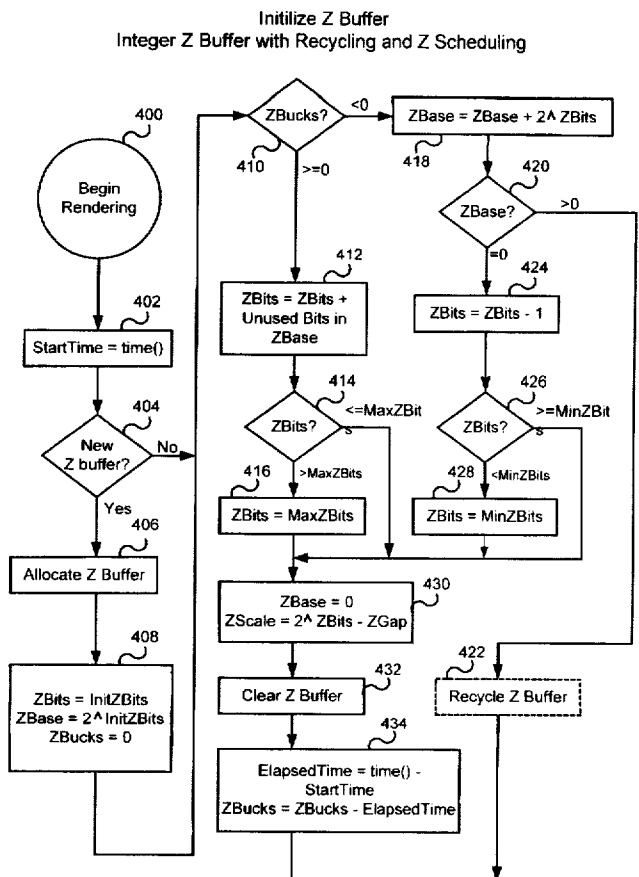 Initilize Z Buffer
Integer Z Buffer with Recycling and Z Scheduling
400
Begin
Rendering
402
StartTime = time()
404
New
Z buffer?
No
Yes
406
Allocate Z Buffer
408
ZBits = InitZBits
ZBase = 2^ InitZBits
ZBucks = 0
ZBucks?
<0
410
>=0
412
ZBits = ZBits +
Unused Bits in
ZBase
414
ZBits?
<=MaxZBit
s
>MaxZBits
416
ZBits = MaxZBits
ZBase = ZBase + 2^ ZBits
418
420
ZBase?
>0
=0
424
ZBits = ZBits - 1
426
ZBits?
>=MinZBit
s
<MinZBits
428
ZBits = MinZBits
430
ZBase = 0
ZScale = 2^ ZBits - ZGap
432
Clear Z Buffer
422
Recycle Z Buffer
434
ElapsedTime = time() -
StartTime
ZBucks = ZBucks - ElapsedTime